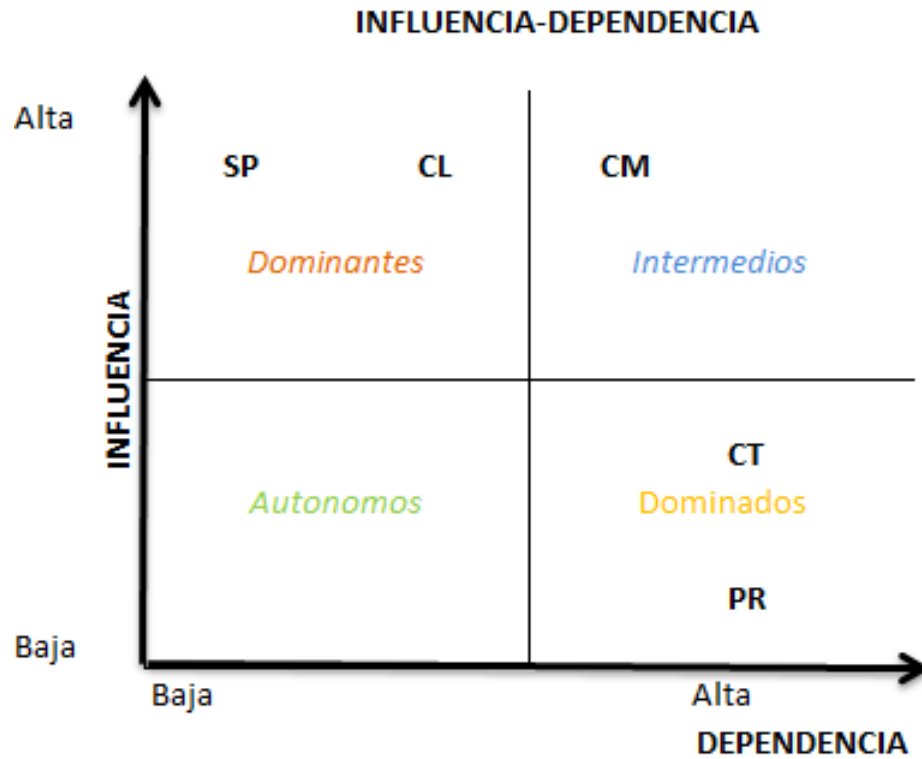 INFLUENCIA-DEPENDENCIA
Alta
SP CL CM
Dominantes Intermedios
INFLUENCIA
CT
Autonomos Dominados
PR
Baja
Baja Alta
DEPENDENCIA